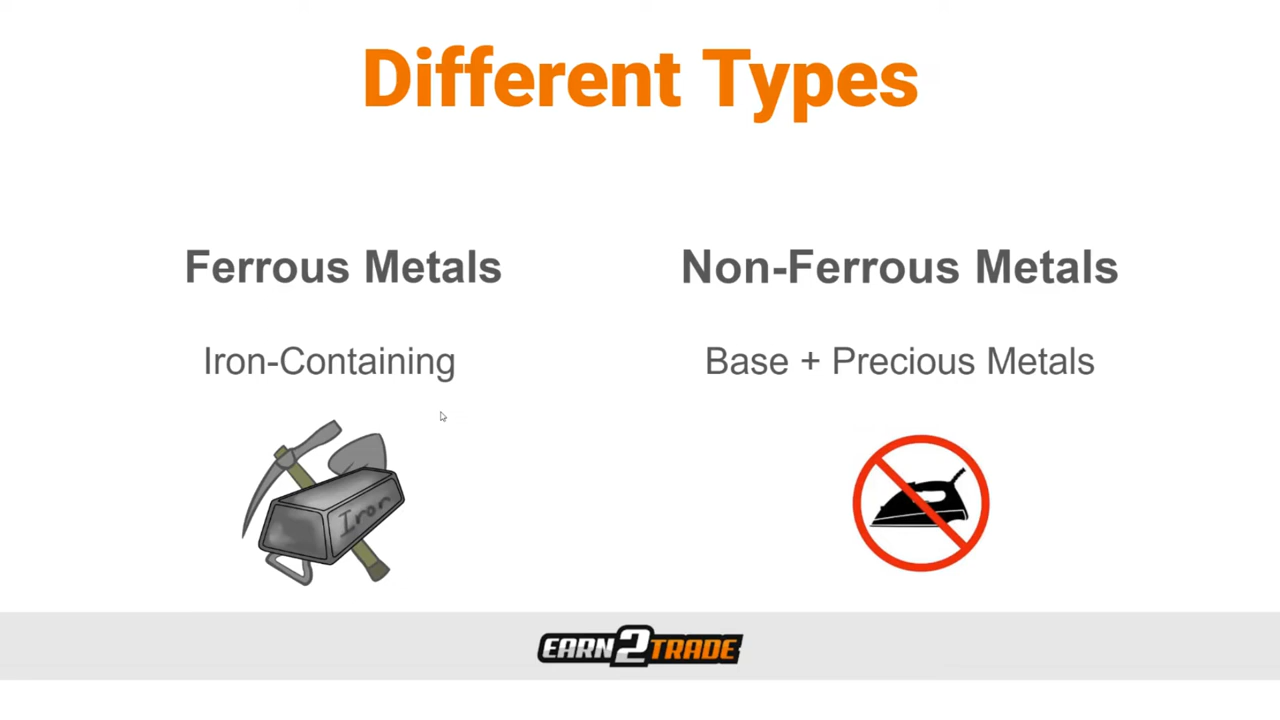 Different Types
Ferrous Metals
Non-Ferrous Metals
Iron-Containing
Base + Precious Metals
Iron
EARN2TRADE